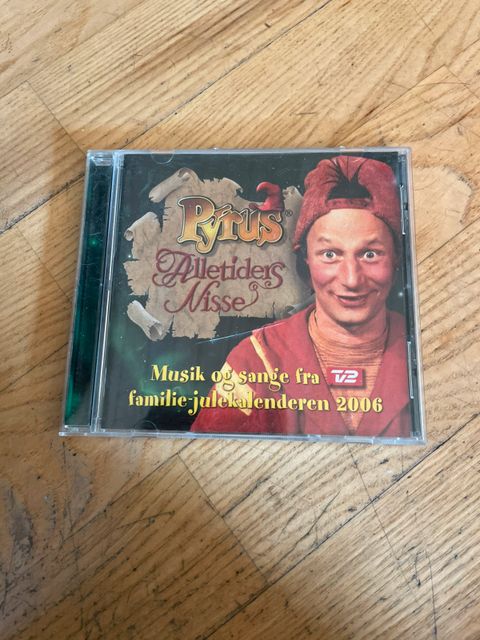 Pyrus®
Alletiders
Nisse
Musik og sange fra TV2
familie-julekalenderen 2006